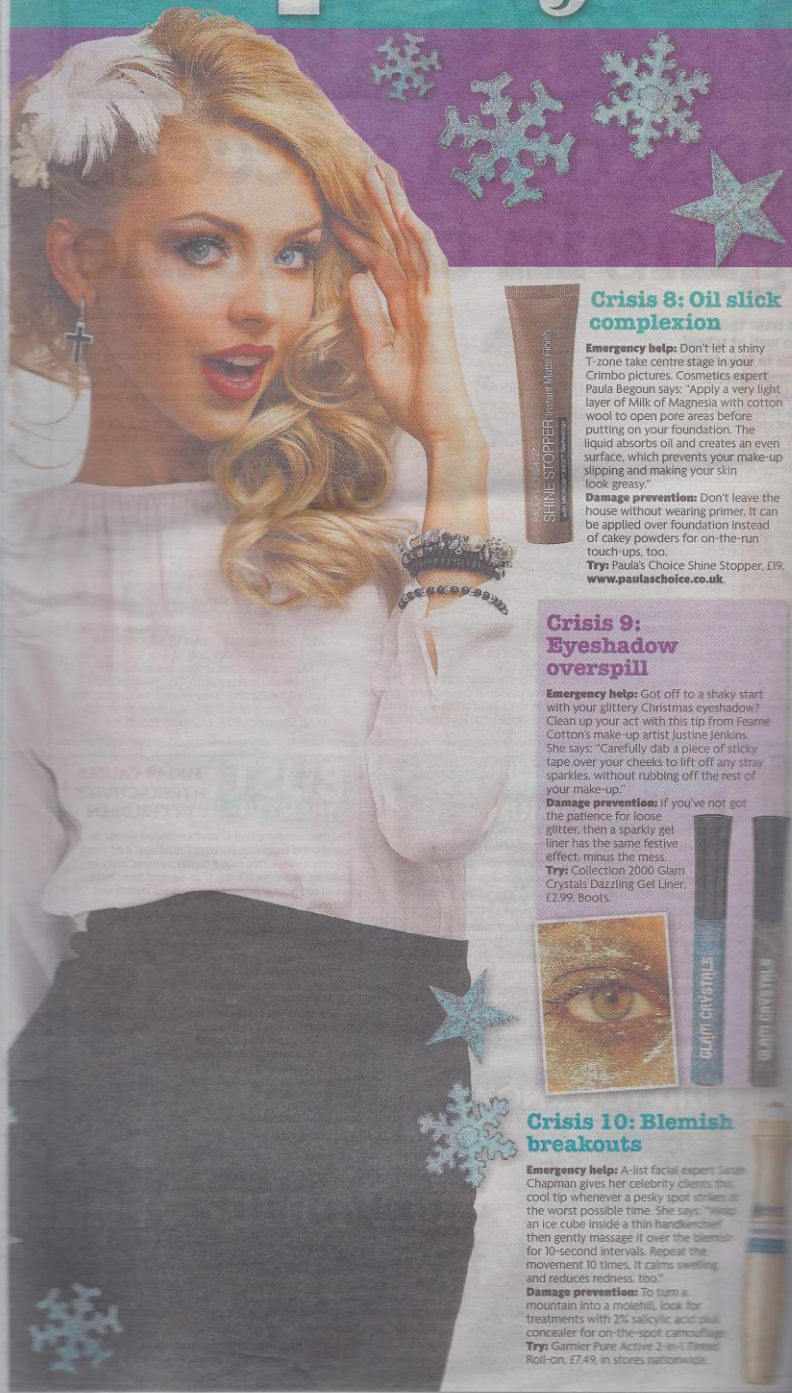 Crisis 8: Oil slick
complexion
Emergency help: Don't let a shiny
T-zone take centre stage in your
Crimbo pictures. Cosmetics expert
Paula Begoun says: "Apply a very light
layer of Milk of Magnesia with cotton
wool to open pore areas before
putting on your foundation. The
liquid absorbs oil and creates an even
surface, which prevents your make-up
slipping and making your skin
look greasy."
Damage prevention: Don't leave the
house without wearing primer. It can
be applied over foundation instead
of cakey powders for on-the-run
touch-ups, too.
Try: Paula's Choice Shine Stopper, £19,
www.paulaschoice.co.uk.
PAULA'S CHOICE
SHINE STOPPER Instant Matte Finish
with MICROSPONGE Technology
Crisis 9:
Eyeshadow
overspill
Emergency help: Got off to a shaky start
with your glittery Christmas eyeshadow?
Clean up your act with this tip from Fearne
Cotton's make-up artist Justine Jenkins.
She says: "Carefully dab a piece of sticky
tape over your cheeks to lift off any stray
sparkles, without rubbing off the rest of
your make-up."
Damage prevention: If you've not got
the patience for loose
glitter, then a sparkly gel
liner has the same festive
effect, minus the mess.
Try: Collection 2000 Glam
Crystals Dazzling Gel Liner,
£2.99, Boots.
GLAM CRYSTALS
GLAM CRYSTALS
Crisis 10: Blemish
breakouts
Emergency help: A-list facial expert Sarah
Chapman gives her celebrity clients this
cool tip whenever a pesky spot strikes at
the worst possible time. She says: "Wrap
an ice cube inside a thin handkerchief
then gently massage it over the blemish
for 10-second intervals. Repeat the
movement 10 times. It calms swelling
and reduces redness, too."
Damage prevention: To turn a
mountain into a molehill, look for
treatments with 2% salicylic acid plus
concealer for on-the-spot camouflage.
Try: Garnier Pure Active 2-in-1 Tinted
Roll-on, £7.49, in stores nationwide.